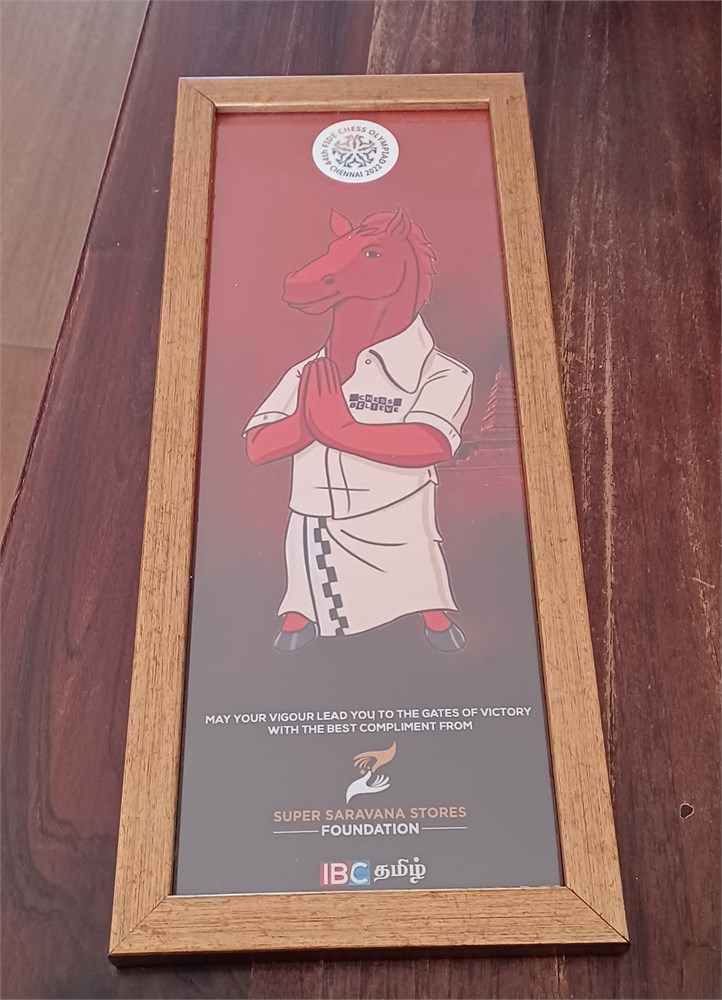 44th FIDE CHESS OLYMPIAD
CHENNAI 2022
CHESS
BELIEVE
MAY YOUR VIGOUR LEAD YOU TO THE GATES OF VICTORY
WITH THE BEST COMPLIMENT FROM
SUPER SARAVANA STORES
FOUNDATION
IBC தமிழ்